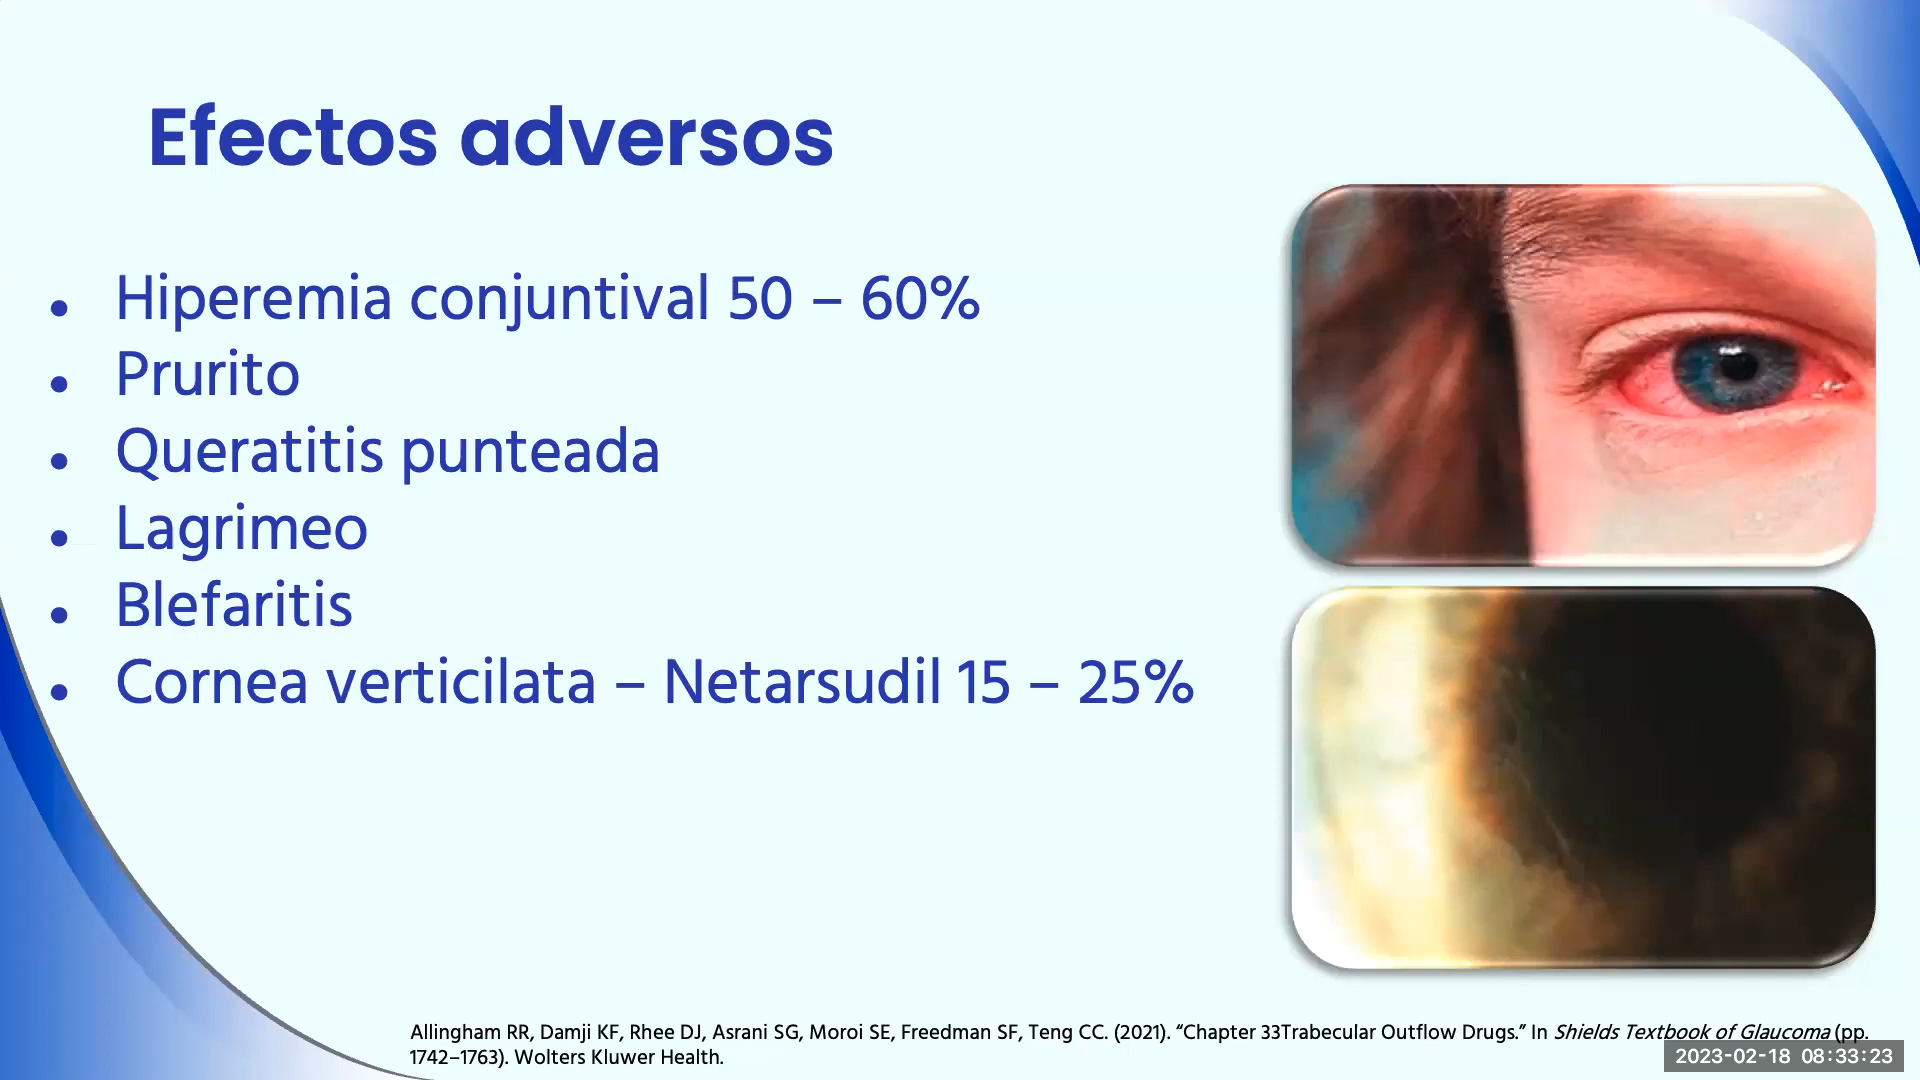 Efectos adversos
Hiperemia conjuntival 50 – 60%
Prurito
Queratitis punteada
Lagrimeo
Blefaritis
Cornea verticilata – Netarsudil 15 – 25%
Allingham RR, Damji KF, Rhee DJ, Asrani SG, Moroi SE, Freedman SF, Teng CC. (2021). “Chapter 33Trabecular Outflow Drugs.” In Shields Textbook of Glaucoma (pp.
1742–1763). Wolters Kluwer Health.
2023-02-18 08:33:23